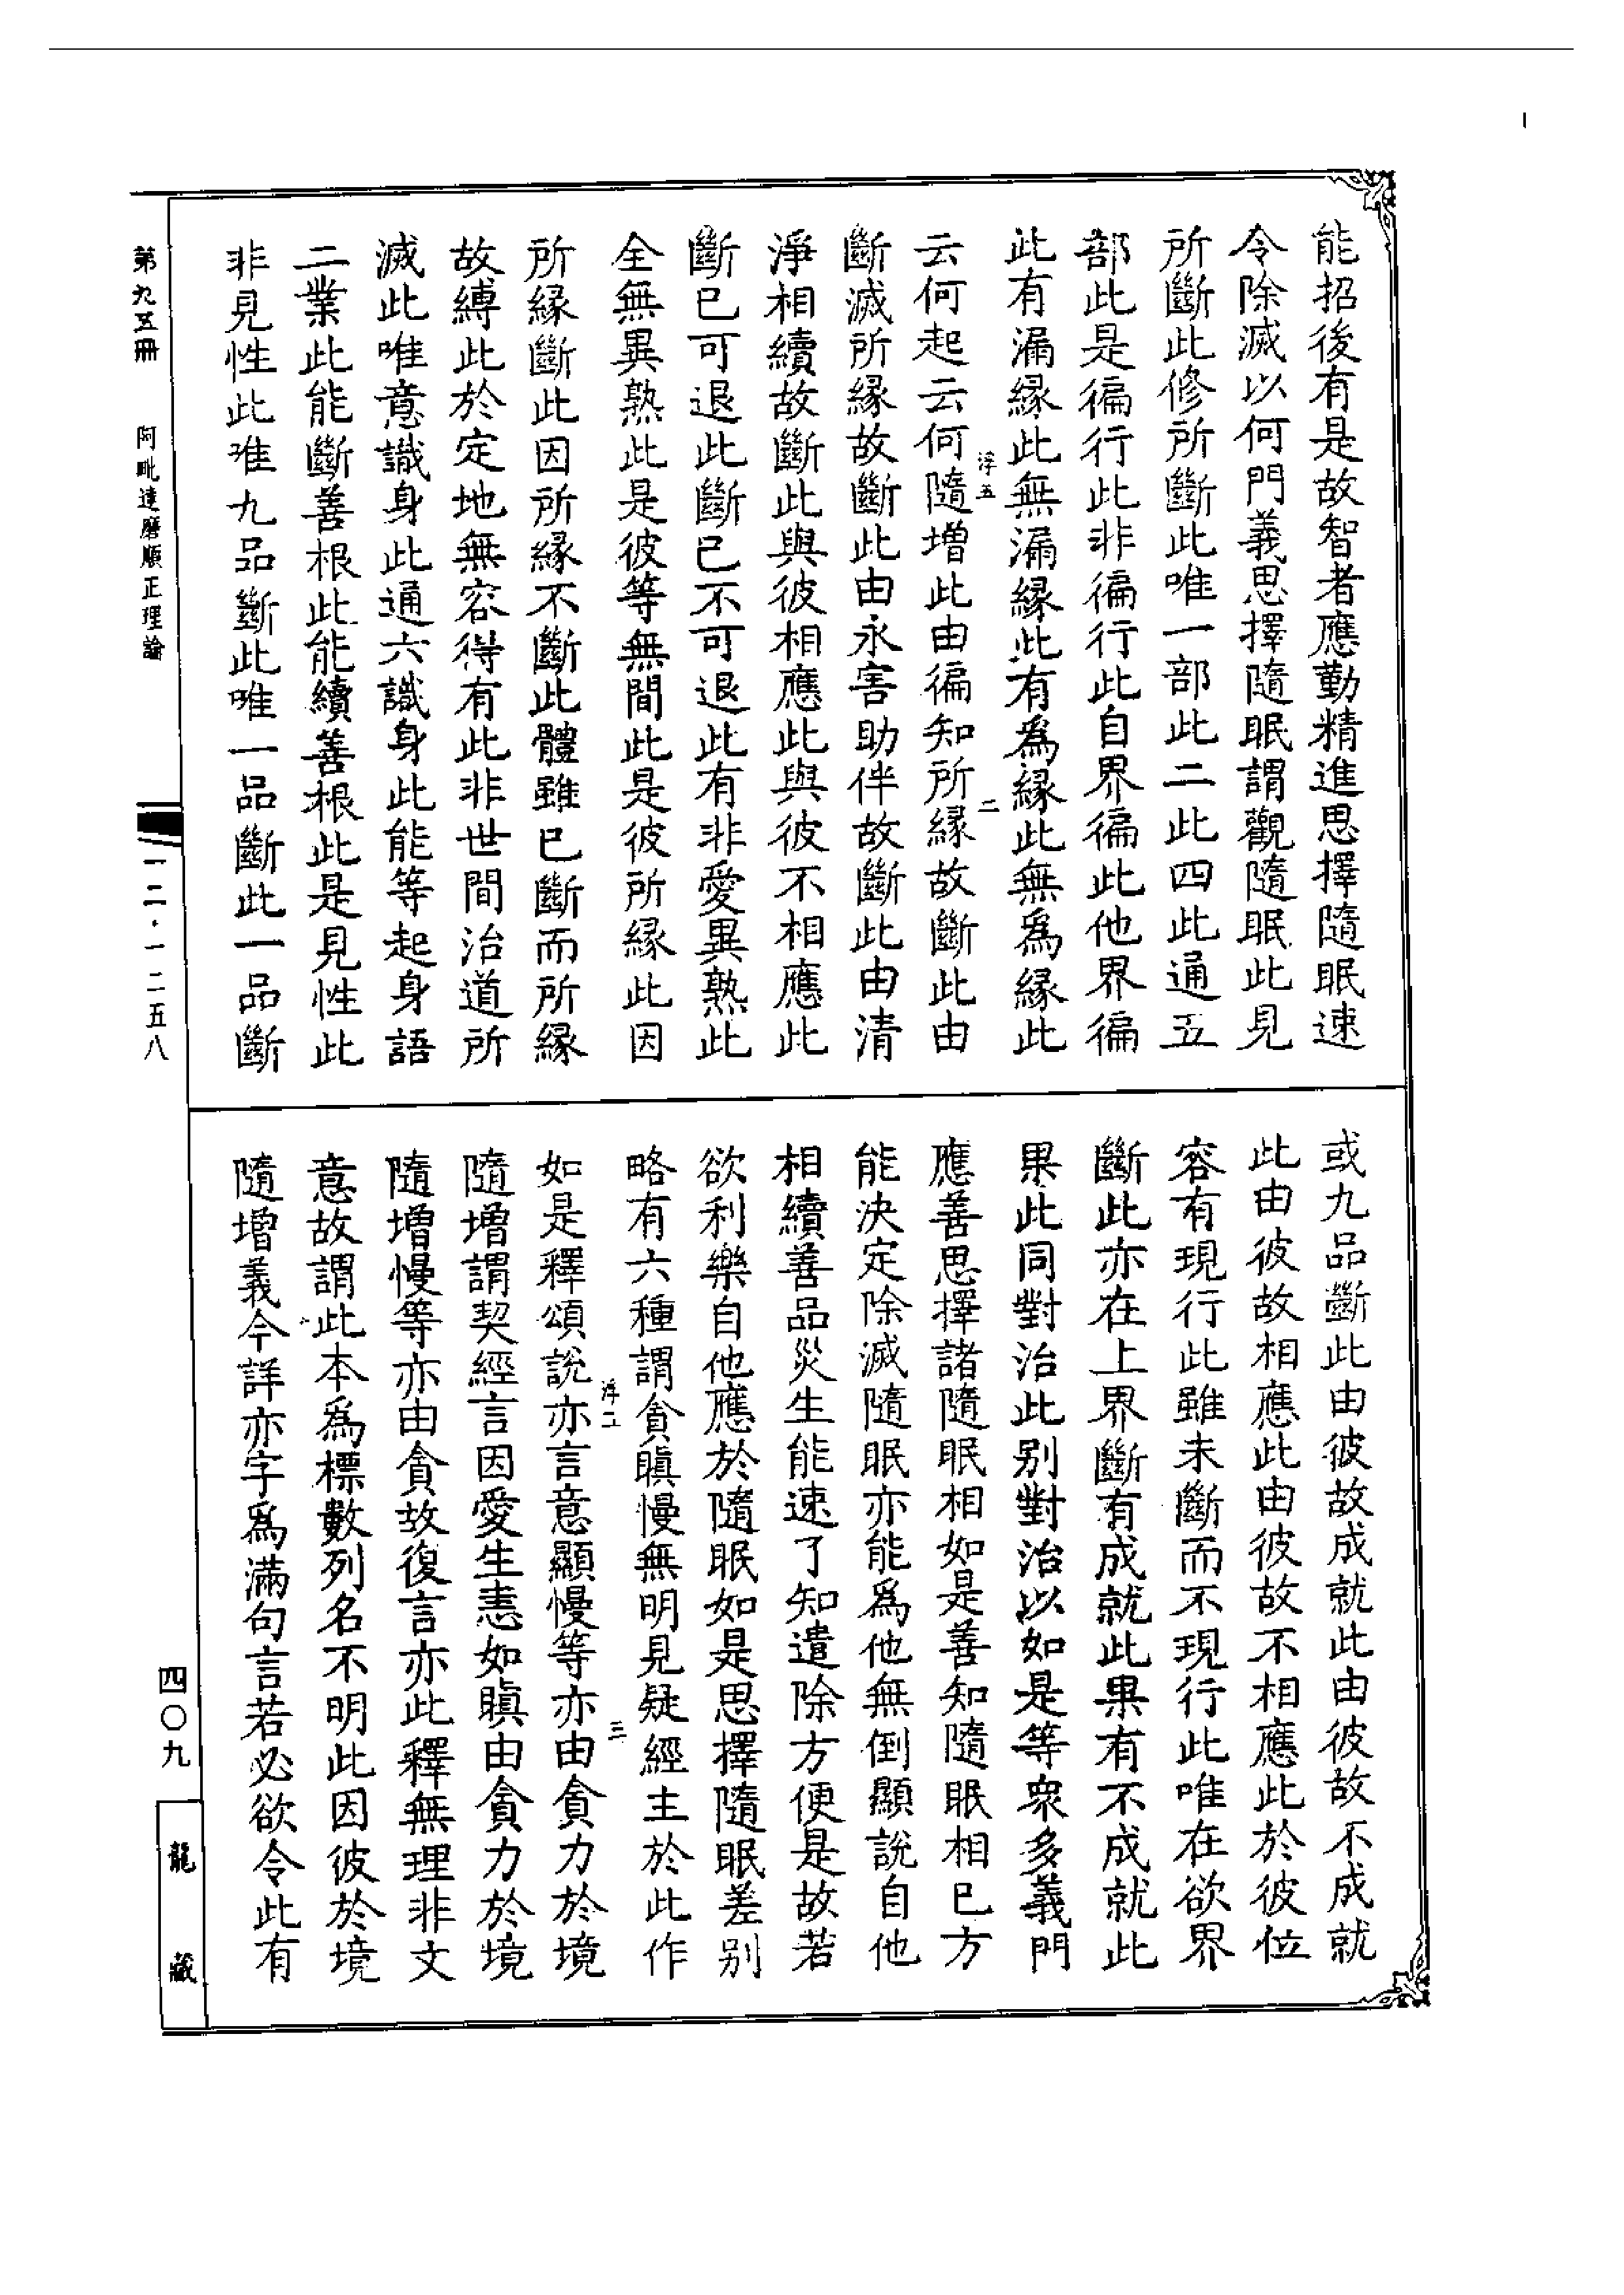 能招後有是故智者應勤精進思擇隨眠速
令除滅以何門義思擇隨眠謂觀隨眠此見
所斷此修所斷此唯一部此二此四此通五
部此是徧行此非徧行此自界徧此他界徧
此有漏緣此無漏緣此有爲緣此無爲緣此
云何起云何隨增此由徧知所緣故斷此由
斷滅所緣故斷此由永害助伴故斷此由清
淨相續故斷此與彼相應此與彼不相應此
斷已可退此斷已不可退此有非愛異熟此
全無異熟此是彼等無間此是彼所緣此因
所緣斷此因所緣不斷此體雖已斷而所緣
故縛此於定地無容得有此非世間治道所
滅此唯意識身此通六識身此能等起身語
二業此能斷善根此能續善根此是見性此
非見性此唯九品斷此唯一品斷此一品斷
或九品斷此由彼故成就此由彼故不成就
此由彼故相應此由彼故不相應此於彼位
容有現行此雖未斷而不現行此唯在欲界
斷此亦在上界斷有成就此果有不成就此
果此同對治此别對治以如是等衆多義門
應善思擇諸隨眠相如是善知隨眠相已方
能決定除滅隨眠亦能爲他無倒顯說自他
相續善品災生能速了知遣除方便是故若
欲利樂自他應於隨眠如是思擇隨眠差别
略有六種謂貪瞋慢無明見疑經主於此作
如是釋頌說亦言意顯慢等亦由貪力於境
隨增謂契經言因愛生恚如瞋由貪力於境
隨增慢等亦由貪故復言亦此釋無理非文
意故謂此本爲標數列名不明此因彼於境
隨增義今詳亦字爲滿句言若必欲令此有
浮五
二
浮二
三
第九五冊
阿毗達磨順正理論
一二·一二五八
四〇九
龍藏